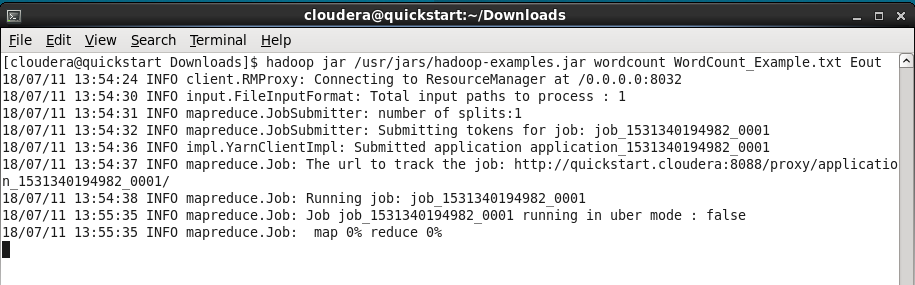 cloudera@quickstart:~/Downloads
File Edit View Search Terminal Help
[cloudera@quickstart Downloads]$ hadoop jar /usr/jars/hadoop-examples.jar wordcount WordCount_Example.txt Eout
18/07/11 13:54:24 INFO client.RMProxy: Connecting to ResourceManager at /0.0.0.0:8032
18/07/11 13:54:30 INFO input.FileInputFormat: Total input paths to process : 1
18/07/11 13:54:31 INFO mapreduce.JobSubmitter: number of splits:1
18/07/11 13:54:32 INFO mapreduce.JobSubmitter: Submitting tokens for job: job_1531340194982_0001
18/07/11 13:54:36 INFO impl.YarnClientImpl: Submitted application application_1531340194982_0001
18/07/11 13:54:37 INFO mapreduce.Job: The url to track the job: http://quickstart.cloudera:8088/proxy/applicatio
n_1531340194982_0001/
18/07/11 13:54:38 INFO mapreduce.Job: Running job: job_1531340194982_0001
18/07/11 13:55:35 INFO mapreduce.Job: Job job_1531340194982_0001 running in uber mode : false
18/07/11 13:55:35 INFO mapreduce.Job:  map 0% reduce 0%